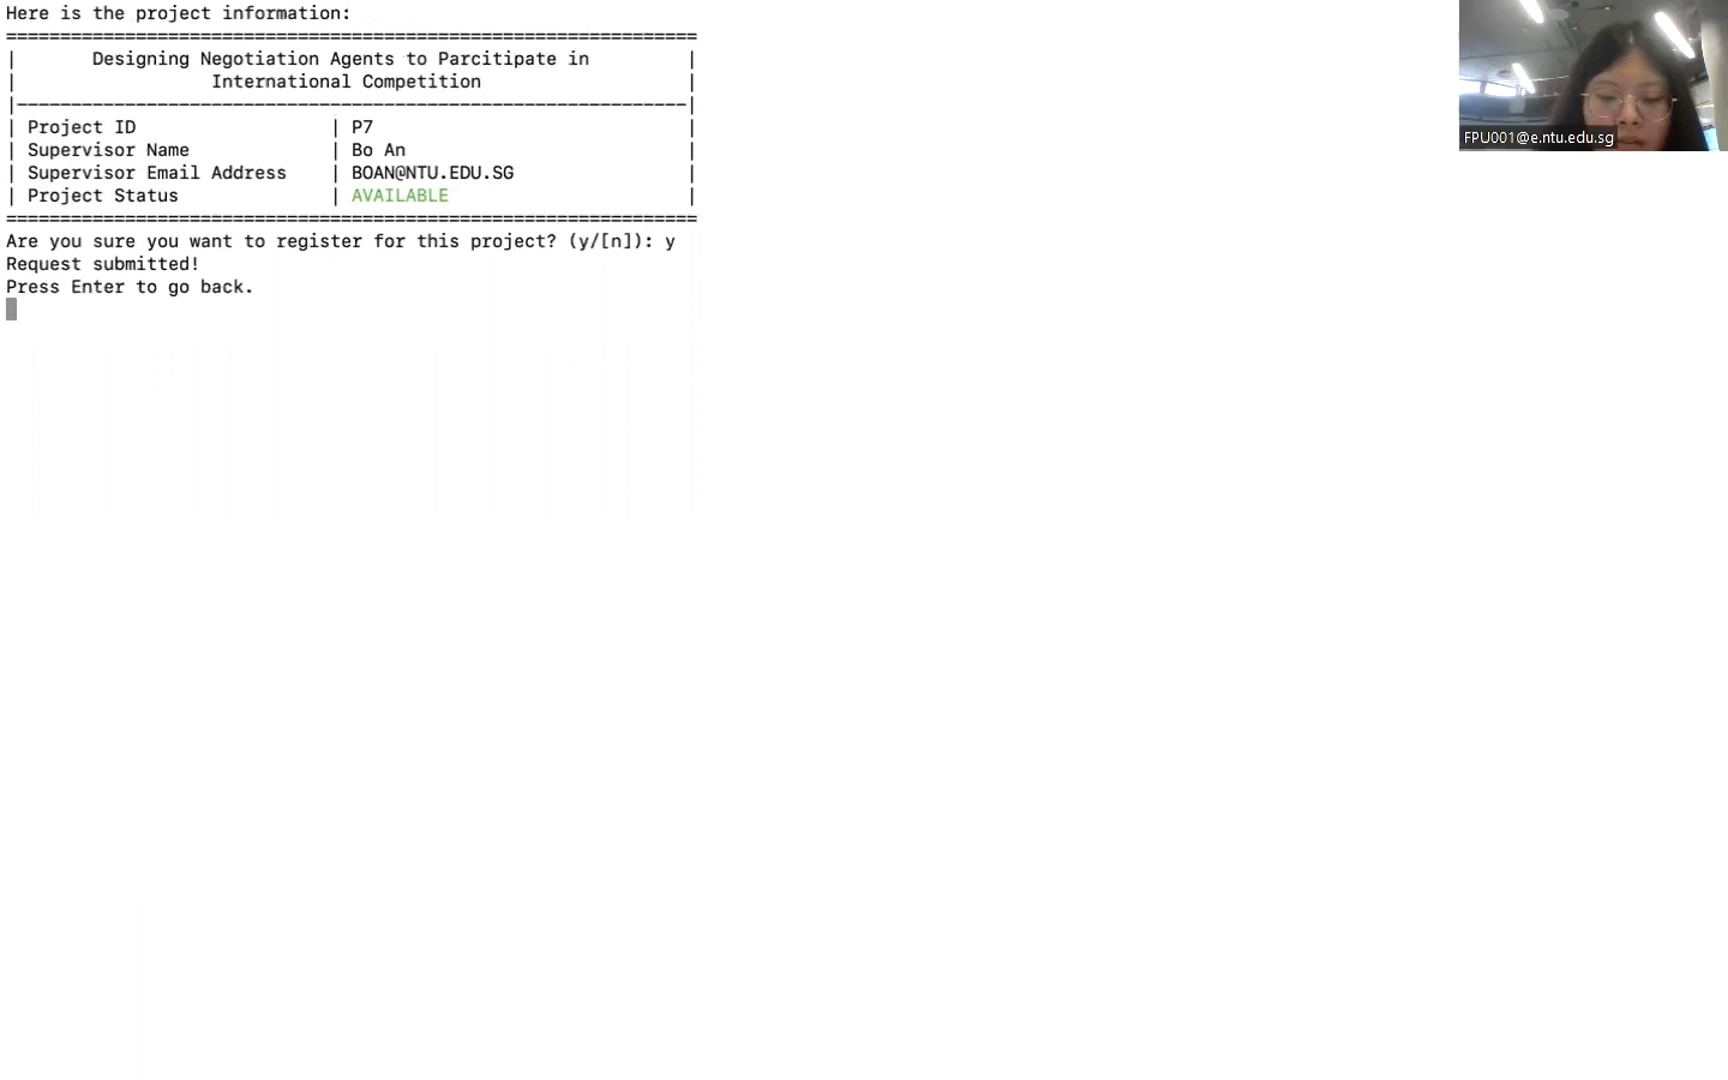 Here is the project information:
================================================================
| Designing Negotiation Agents to Parcitipate in |
| International Competition |
|--------------------------------------------------------------|
| Project ID | P7 |
| Supervisor Name | Bo An |
| Supervisor Email Address | BOAN@NTU.EDU.SG |
| Project Status | AVAILABLE |
================================================================
Are you sure you want to register for this project? (y/[n]): y
Request submitted!
Press Enter to go back.
FPU001@e.ntu.edu.sg